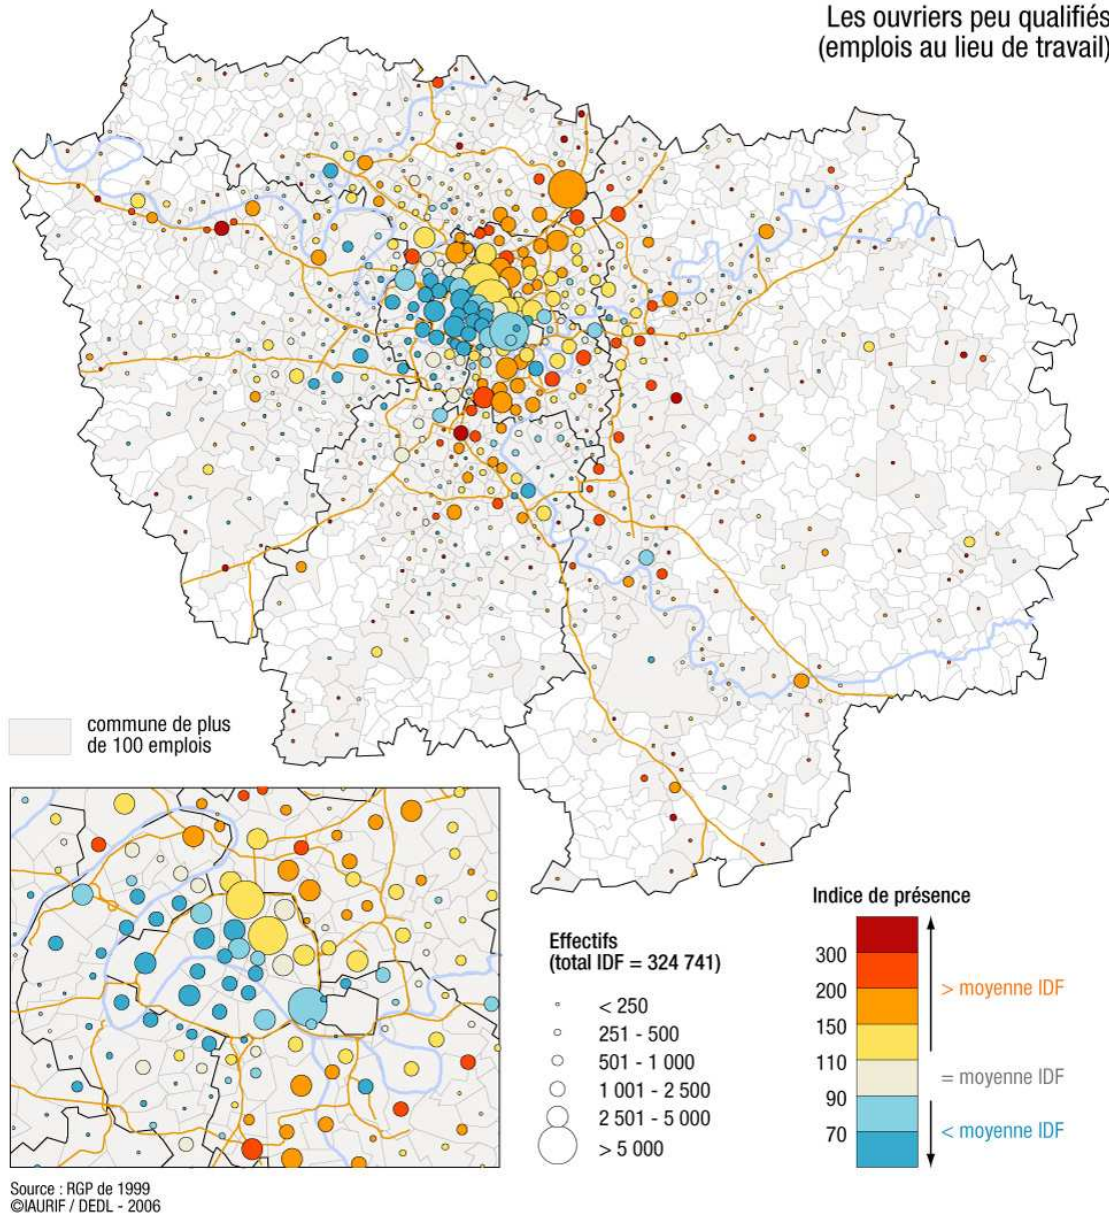 Les ouvriers peu qualifiés
(emplois au lieu de travail)
commune de plus
de 100 emplois
Effectifs
(total IDF = 324 741)
< 250
251 - 500
501 - 1 000
1 001 - 2 500
2 501 - 5 000
> 5 000
Indice de présence
300
200
150
110
90
70
> moyenne IDF
= moyenne IDF
< moyenne IDF
Source : RGP de 1999
©IAURIF / DEDL - 2006